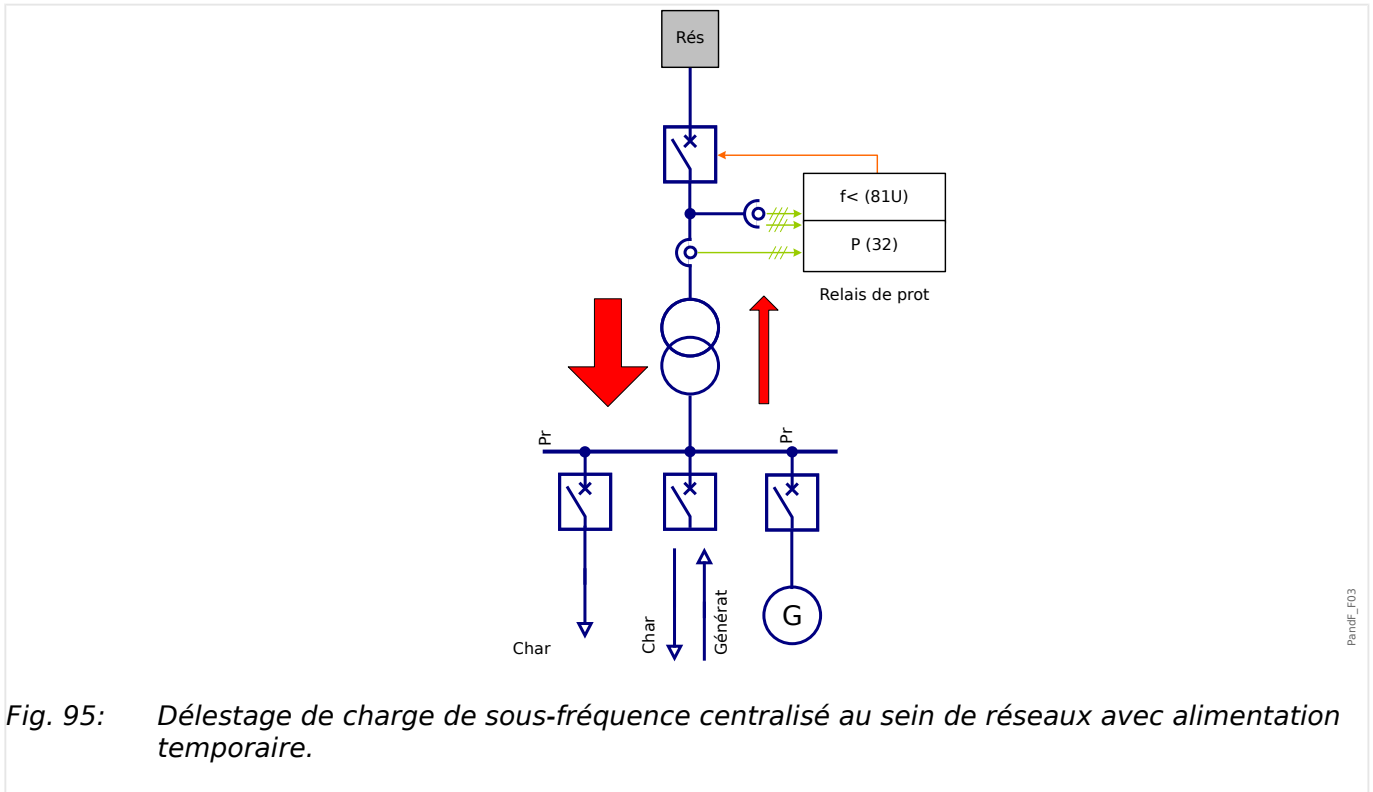 Rés
f< (81U)
P (32)
Relais de prot
Pr
Pr
Char
Char
Générat
G
PandF_F03
Fig. 95: Délestage de charge de sous-fréquence centralisé au sein de réseaux avec alimentation
temporaire.